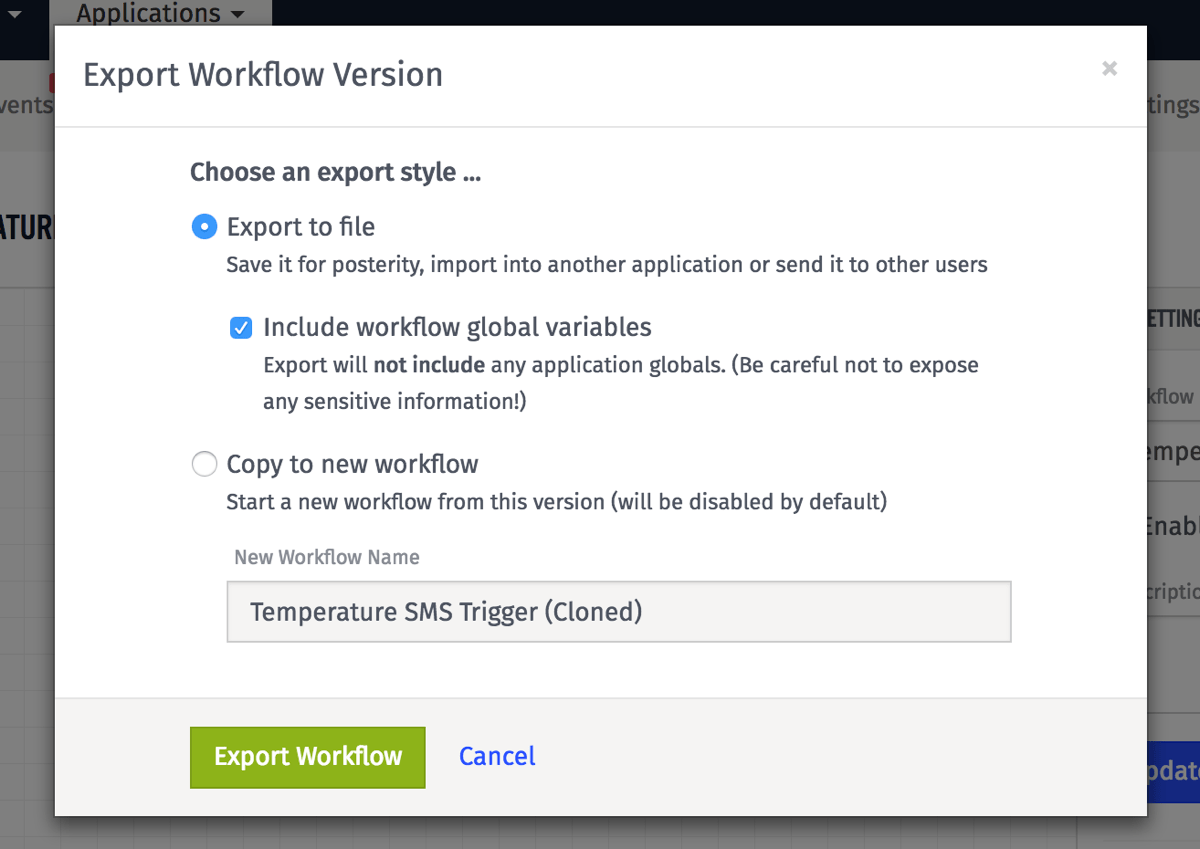 Applications
Export Workflow Version
×
vents
tings
Choose an export style ...
ATUR
Export to file
Save it for posterity, import into another application or send it to other users
ETTING
Include workflow global variables
Export will not include any application globals. (Be careful not to expose
any sensitive information!)
kflow
empe
Copy to new workflow
Start a new workflow from this version (will be disabled by default)
Enabl
New Workflow Name
criptio
Temperature SMS Trigger (Cloned)
Export Workflow
Cancel
pdate